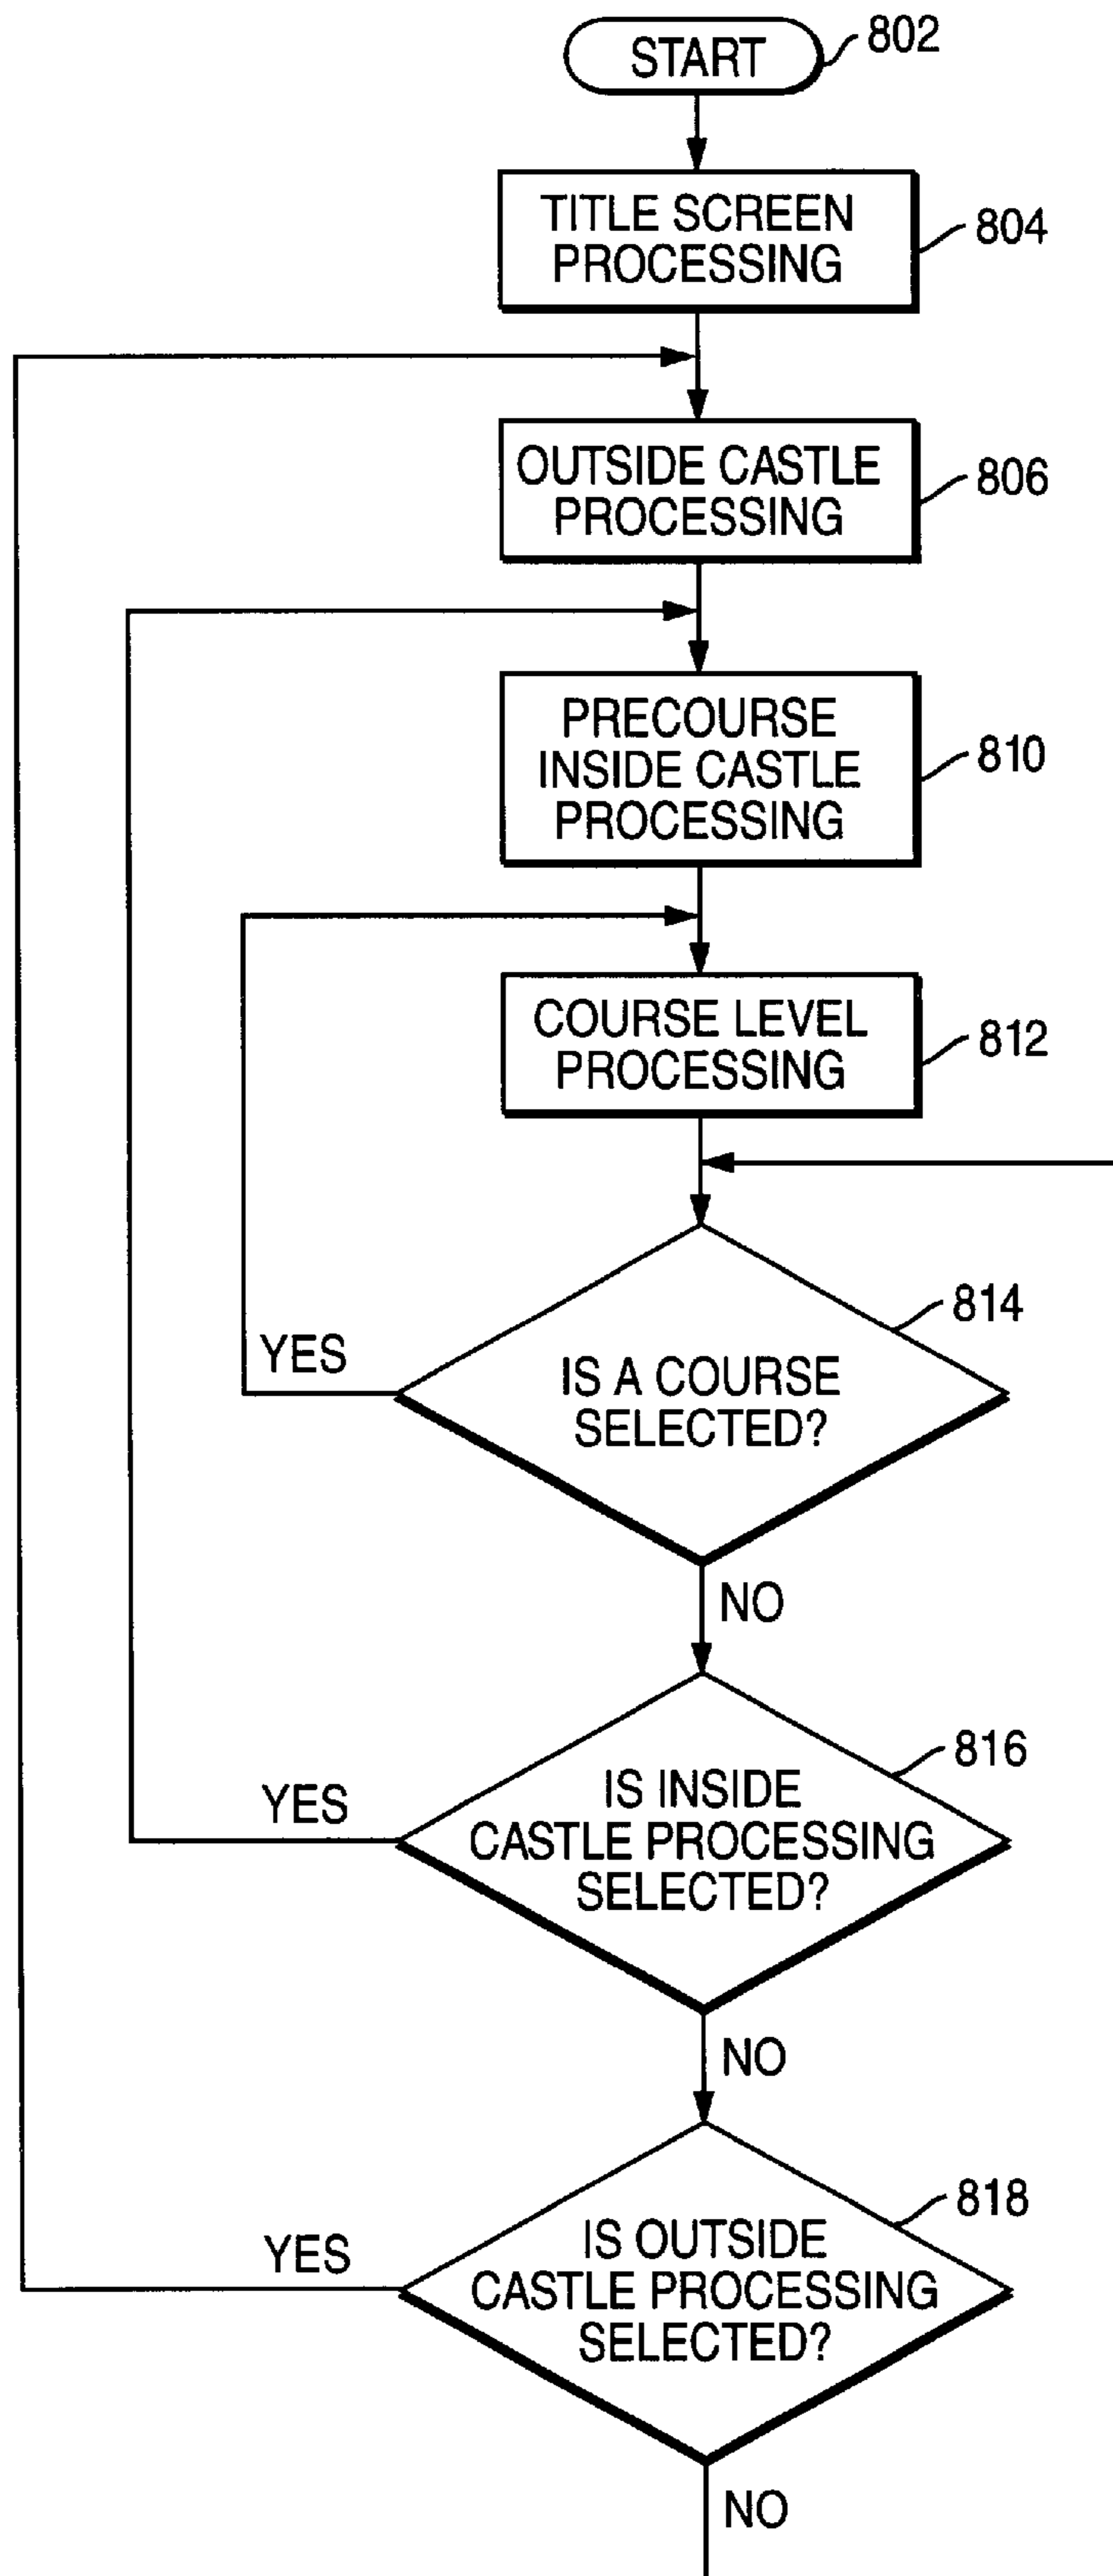 START
802
TITLE SCREEN
PROCESSING
804
OUTSIDE CASTLE
PROCESSING
806
PRECOURSE
INSIDE CASTLE
PROCESSING
810
COURSE LEVEL
PROCESSING
812
814
YES
IS A COURSE
SELECTED?
NO
816
YES
IS INSIDE
CASTLE PROCESSING
SELECTED?
NO
818
YES
IS OUTSIDE
CASTLE PROCESSING
SELECTED?
NO